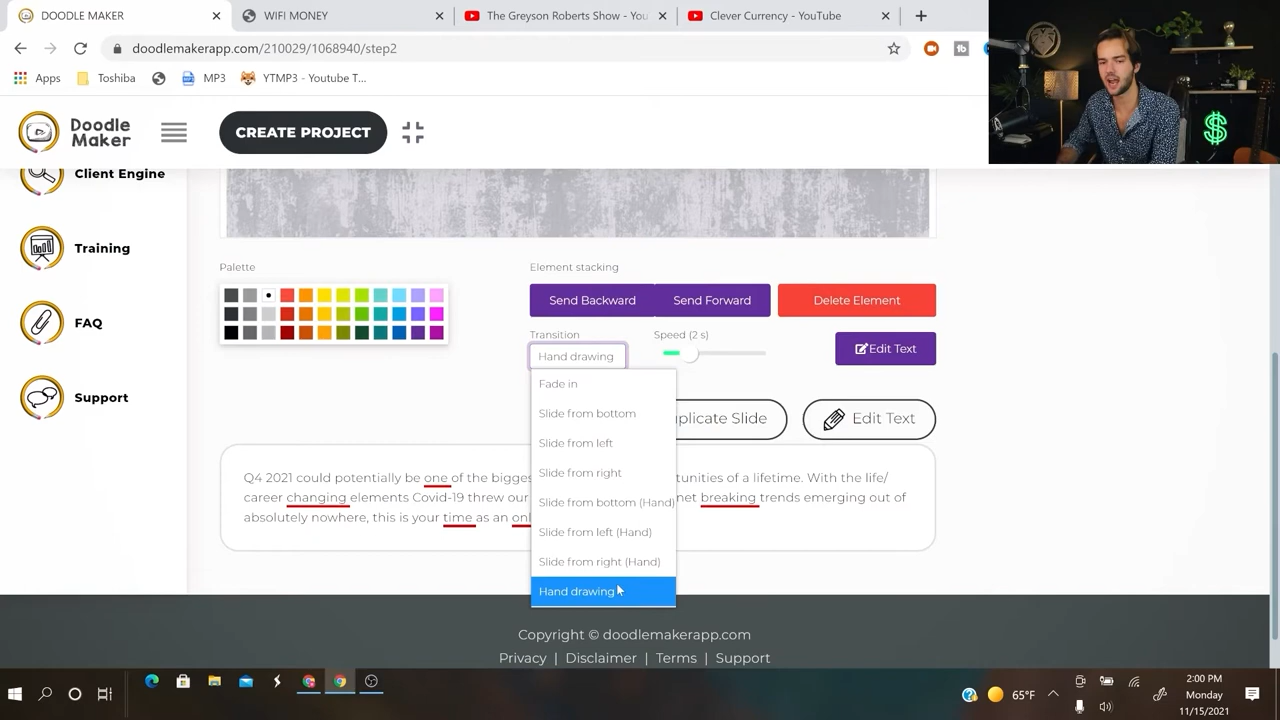 DOODLE MAKER
WIFI MONEY
The Greyson Roberts Show - You
Clever Currency - YouTube
doodlemakerapp.com/210029/1068940/step2
Apps
Toshiba
MP3
YTMP3 - Youtube T...
Doodle
Maker
CREATE PROJECT
Client Engine
Training
FAQ
Support
Palette
Element stacking
Send Backward
Send Forward
Delete Element
Transition
Speed (2 s)
Hand drawing
Edit Text
Fade in
Slide from bottom
Slide from left
Slide from right
Slide from bottom (Hand)
Slide from left (Hand)
Slide from right (Hand)
Hand drawing
plicate Slide
Edit Text
Q4 2021 could potentially be one of the bigges tunities of a lifetime. With the life/
career changing elements Covid-19 threw our net breaking trends emerging out of
absolutely nowhere, this is your time as an onl
Copyright © doodlemakerapp.com
Privacy | Disclaimer | Terms | Support
65°F
2:00 PM
Monday
11/15/2021